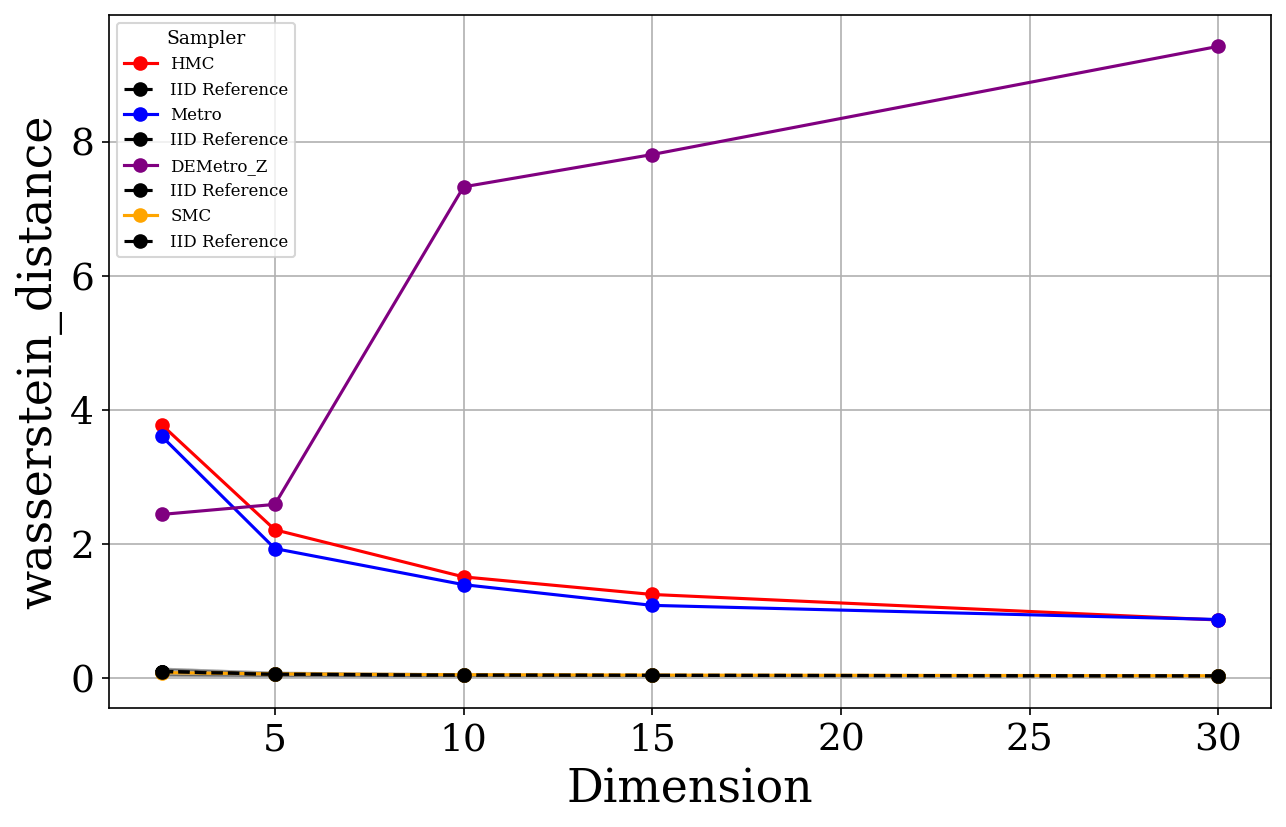 Sampler
HMC
IID Reference
Metro
IID Reference
DEMetro_Z
IID Reference
SMC
IID Reference
wasserstein_distance
8
6
4
2
0
5 10 15 20 25 30
Dimension